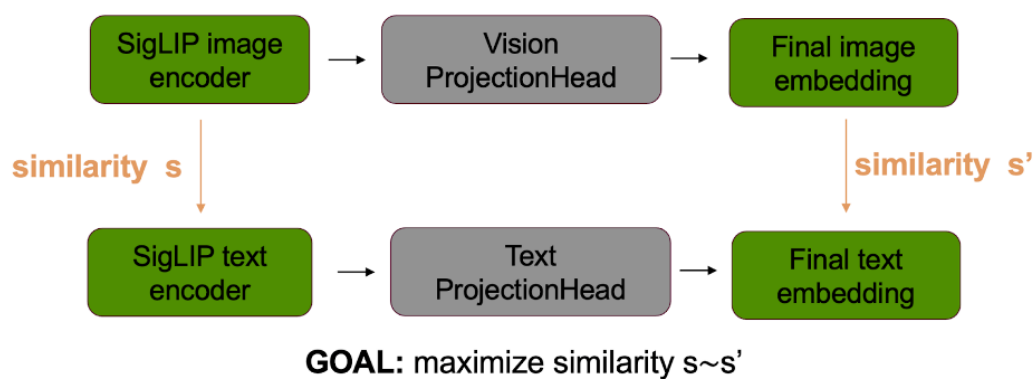 SigLIP image
encoder
Vision
ProjectionHead
Final image
embedding
similarity s
similarity s’
SigLIP text
encoder
Text
ProjectionHead
Final text
embedding
GOAL: maximize similarity s~s’